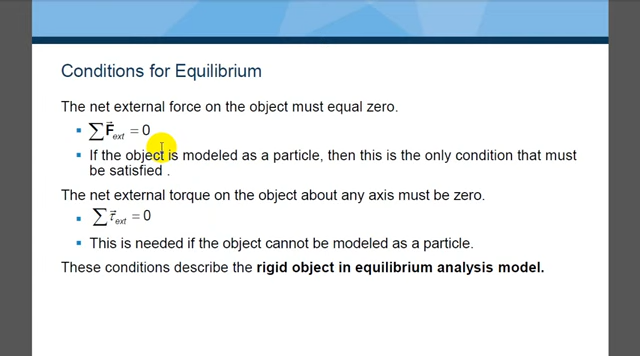 Conditions for Equilibrium
The net external force on the object must equal zero.
▪ ∑F⃗ext = 0
▪ If the object is modeled as a particle, then this is the only condition that must
be satisfied .
The net external torque on the object about any axis must be zero.
▪ ∑τ⃗ext = 0
▪ This is needed if the object cannot be modeled as a particle.
These conditions describe the rigid object in equilibrium analysis model.